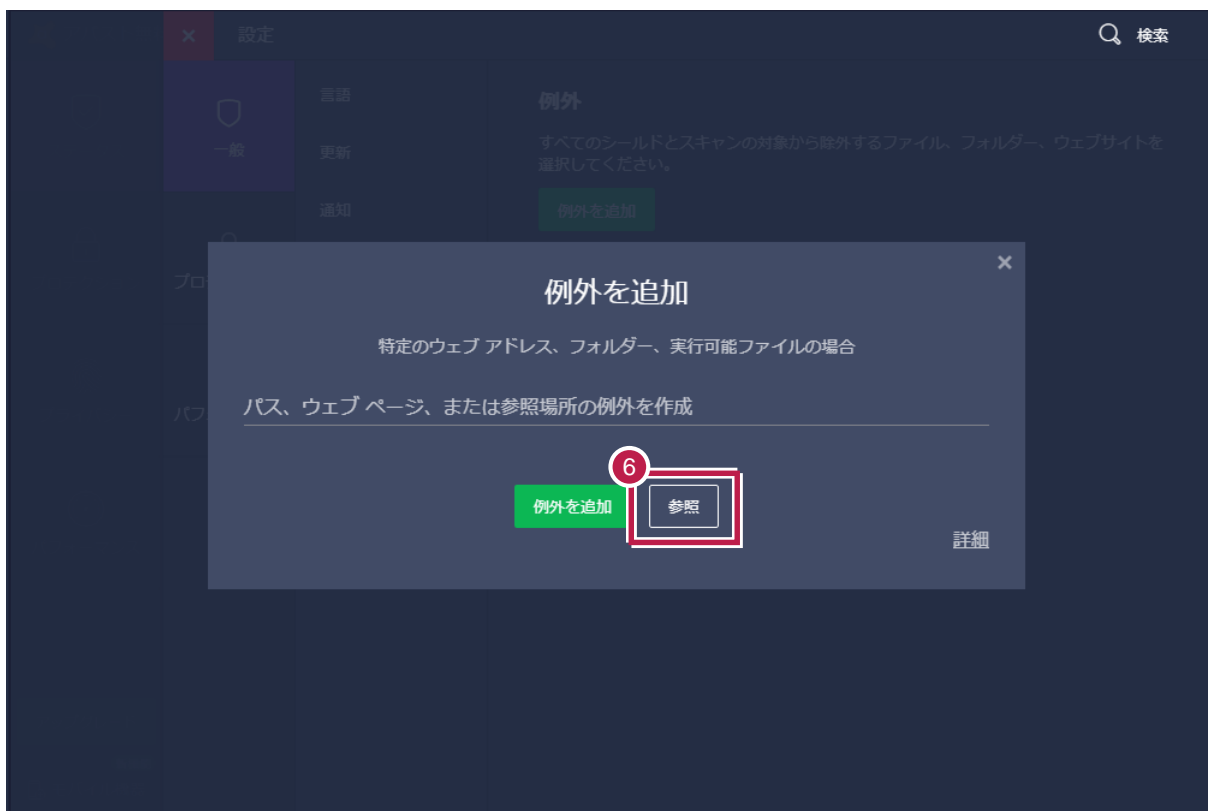 設定
検索
一般
言語
更新
通知
例外
すべてのシールドとスキャンの対象から除外するファイル、フォルダー、ウェブサイトを
選択してください。
例外を追加
プロ
パフ
例外を追加
特定のウェブ アドレス、フォルダー、実行可能ファイルの場合
パス、ウェブ ページ、または参照場所の例外を作成
6
例外を追加
参照
詳細